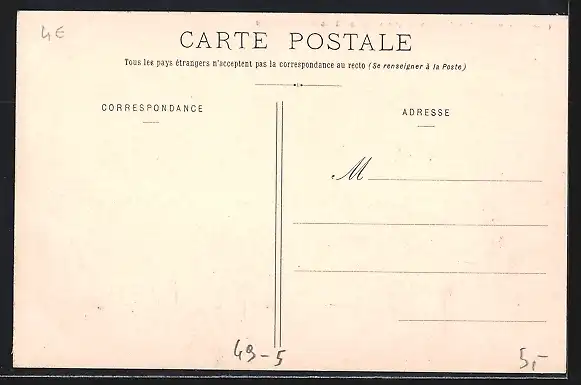 4€
CARTE POSTALE
Tous les pays étrangers n'acceptent pas la correspondance au recto (Se renseigner à la Poste)
CORRESPONDANCE
ADRESSE
M
49-5
5,-